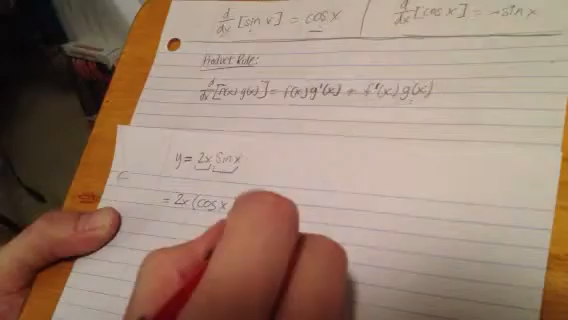 d/dx [sin x] = cos x
d/dx [cos x] = -sin x
Product Rule:
d/dx [f(x) g(x)] = f(x) g'(x) = f'(x) g(x)
y = 2x sin x
= 2x (cos x